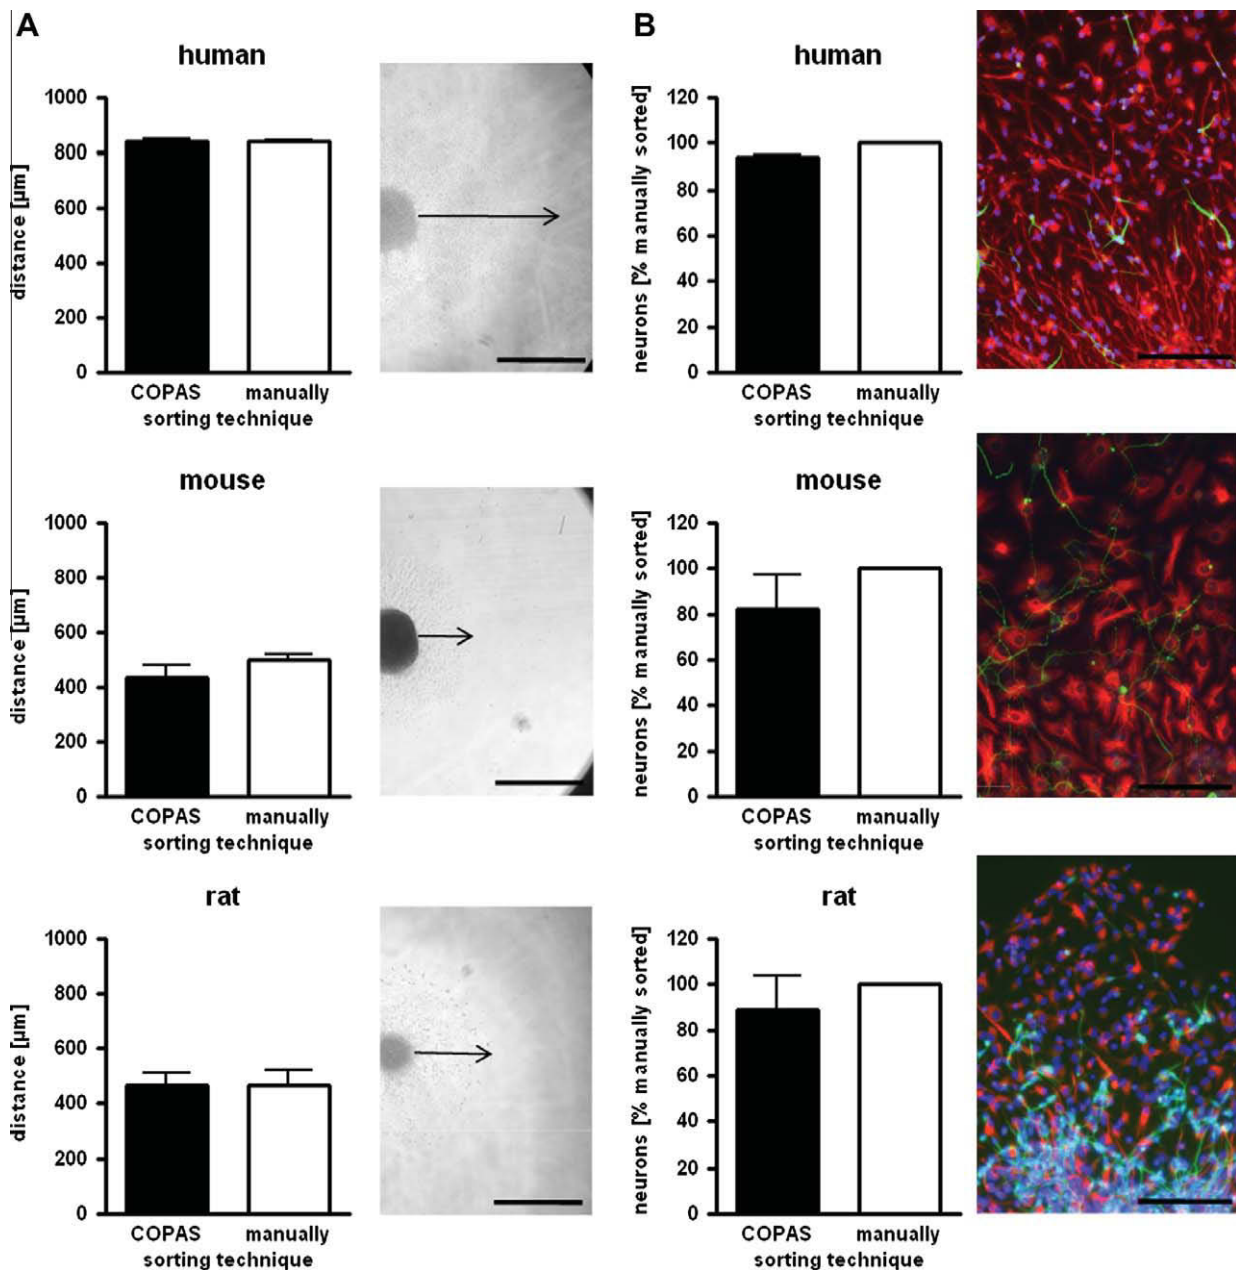 A
B
human
1000
800
600
400
200
0
distance [µm]
COPAS manually
sorting technique
human
120
100
80
60
40
20
0
neurons [% manually sorted]
COPAS manually
sorting technique
mouse
1000
800
600
400
200
0
distance [µm]
COPAS manually
sorting technique
mouse
120
100
80
60
40
20
0
neurons [% manually sorted]
COPAS manually
sorting technique
rat
1000
800
600
400
200
0
distance [µm]
COPAS manually
sorting technique
rat
120
100
80
60
40
20
0
neurons [% manually sorted]
COPAS manually
sorting technique